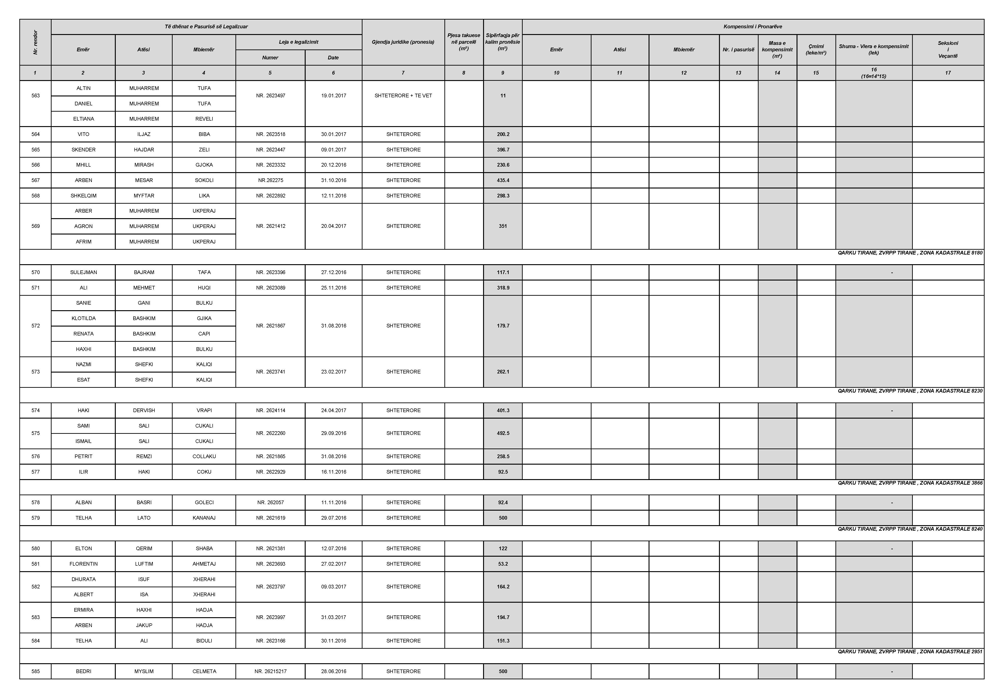 Nr. rendor
Të dhënat e Pasurisë së Legalizuar
Gjendja juridike (pronesia)
Pjesa takuese
në parcelë
(m²)
Sipërfaqja për
kalim pronësie
(m²)
Kompensimi i Pronarëve
Emër
Atësi
Mbiemër
Leja e legalizimit
Numer
Date
Emër
Atësi
Mbiemër
Nr. i pasurisë
Masa e
kompensimit
(m²)
Çmimi
(leke/m²)
Shuma - Vlera e kompensimit
(lek)
Seksioni
i
Veçantë
1 2 3 4 5 6 7 8 9 10 11 12 13 14 15 16 17
(16=14*15)
563 ALTIN MUHARREM TUFA NR. 2623497 19.01.2017 SHTETERORE + TE VET 11
DANIEL MUHARREM TUFA
ELTIANA MUHARREM REVELI
564 VITO ILJAZ BIBA NR. 2623518 30.01.2017 SHTETERORE 200.2
565 SKENDER HAJDAR ZELI NR. 2623447 09.01.2017 SHTETERORE 396.7
566 MHILL MIRASH GJOKA NR. 2623332 20.12.2016 SHTETERORE 230.6
567 ARBEN MESAR SOKOLI NR.262275 31.10.2016 SHTETERORE 435.4
568 SHKELQIM MYFTAR LIKA NR. 2622892 12.11.2016 SHTETERORE 298.3
ARBER MUHARREM UKPERAJ
569 AGRON MUHARREM UKPERAJ NR. 2621412 20.04.2017 SHTETERORE 351
AFRIM MUHARREM UKPERAJ
QARKU TIRANE, ZVRPP TIRANE , ZONA KADASTRALE 8180
570 SULEJMAN BAJRAM TAFA NR. 2623396 27.12.2016 SHTETERORE 117.1 -
571 ALI MEHMET HUQI NR. 2623089 25.11.2016 SHTETERORE 318.9
SANIE GANI BULKU
KLOTILDA BASHKIM GJIKA
572 NR. 2621867 31.08.2016 SHTETERORE 179.7
RENATA BASHKIM CAPI
HAXHI BASHKIM BULKU
NAZMI SHEFKI KALIQI
573 NR. 2623741 23.02.2017 SHTETERORE 262.1
ESAT SHEFKI KALIQI
QARKU TIRANE, ZVRPP TIRANE , ZONA KADASTRALE 8230
574 HAKI DERVISH VRAPI NR. 2624114 24.04.2017 SHTETERORE 401.3 -
SAMI SALI CUKALI
575 NR. 2622260 29.09.2016 SHTETERORE 492.5
ISMAIL SALI CUKALI
576 PETRIT REMZI COLLAKU NR. 2621865 31.08.2016 SHTETERORE 258.5
577 ILIR HAKI COKU NR. 2622929 16.11.2016 SHTETERORE 92.5
QARKU TIRANE, ZVRPP TIRANE , ZONA KADASTRALE 3866
578 ALBAN BASRI GOLECI NR. 262057 11.11.2016 SHTETERORE 92.4 -
579 TELHA LATO KANANAJ NR. 2621619 29.07.2016 SHTETERORE 500
QARKU TIRANE, ZVRPP TIRANE , ZONA KADASTRALE 8240
580 ELTON QERIM SHABA NR. 2621381 12.07.2016 SHTETERORE 122 -
581 FLORENTIN LUFTIM AHMETAJ NR. 2623693 27.02.2017 SHTETERORE 53.2
DHURATA ISUF XHERAHI
582 NR. 2623797 09.03.2017 SHTETERORE 164.2
ALBERT ISA XHERAHI
ERMIRA HAXHI HADJA
583 NR. 2623997 31.03.2017 SHTETERORE 194.7
ARBEN JAKUP HADJA
584 TELHA ALI BIDULI NR. 2623166 30.11.2016 SHTETERORE 151.3
QARKU TIRANE, ZVRPP TIRANE , ZONA KADASTRALE 2951
585 BEDRI MYSLIM CELMETA NR. 26215217 28.06.2016 SHTETERORE 500 -